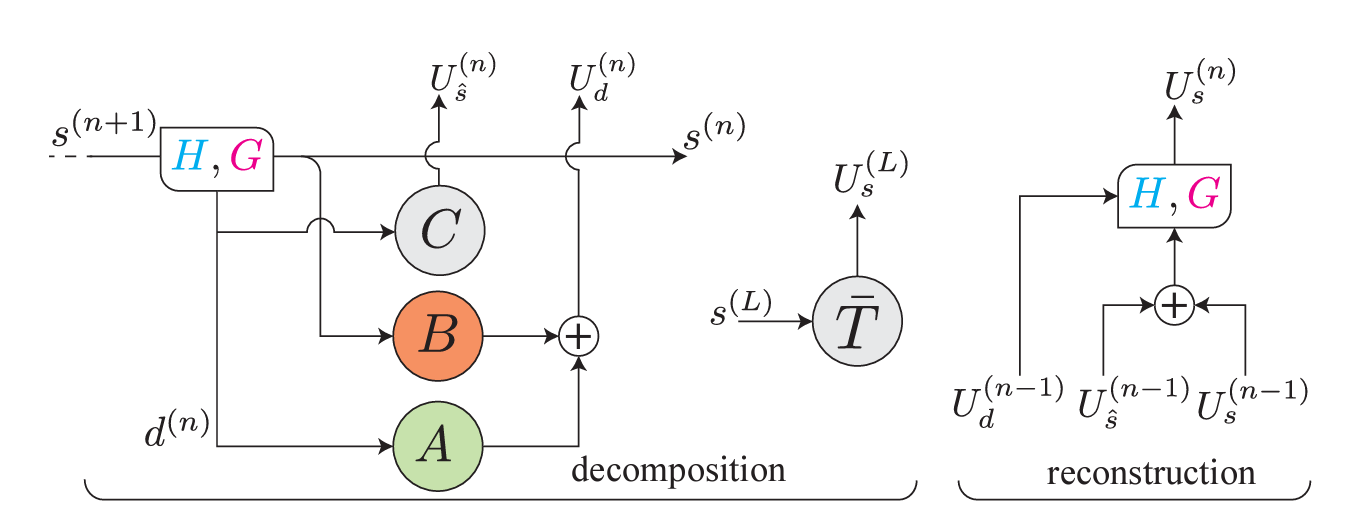 U_ŝ^(n) U_d^(n)
s^(n+1) H, G s^(n)
C
B
d^(n) A
s^(L) T̄ U_s^(L)
decomposition
U_s^(n)
H, G
U_d^(n−1) U_ŝ^(n−1) U_s^(n−1)
reconstruction